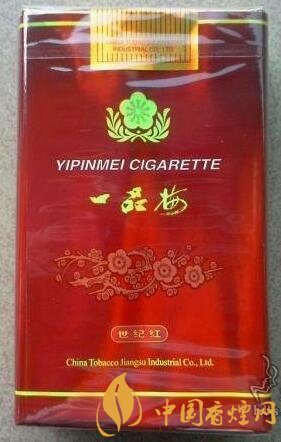 INDUSTRIAL CO., LTD
YIPINMEI CIGARETTE
一品梅
世纪红
China Tobacco Jiangsu Industrial Co., Ltd.
中国香烟网